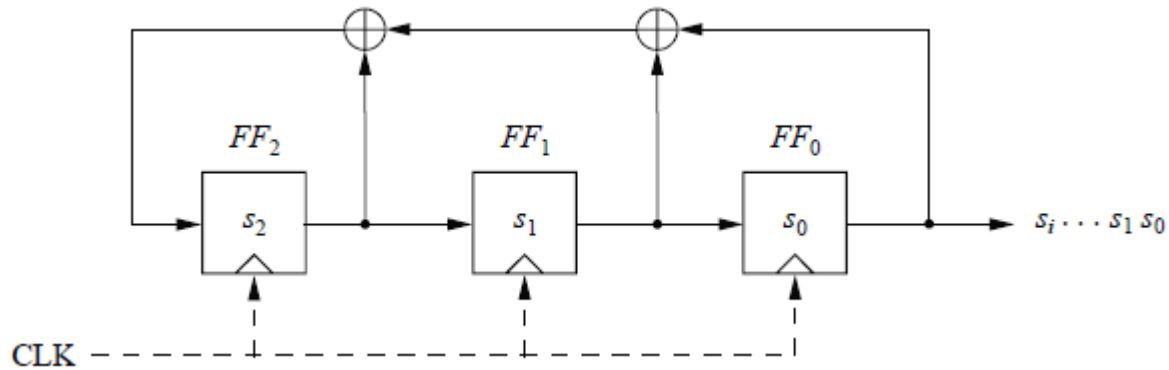 FF₂ FF₁ FF₀
s₂ s₁ s₀ sᵢ . . . s₁ s₀
CLK